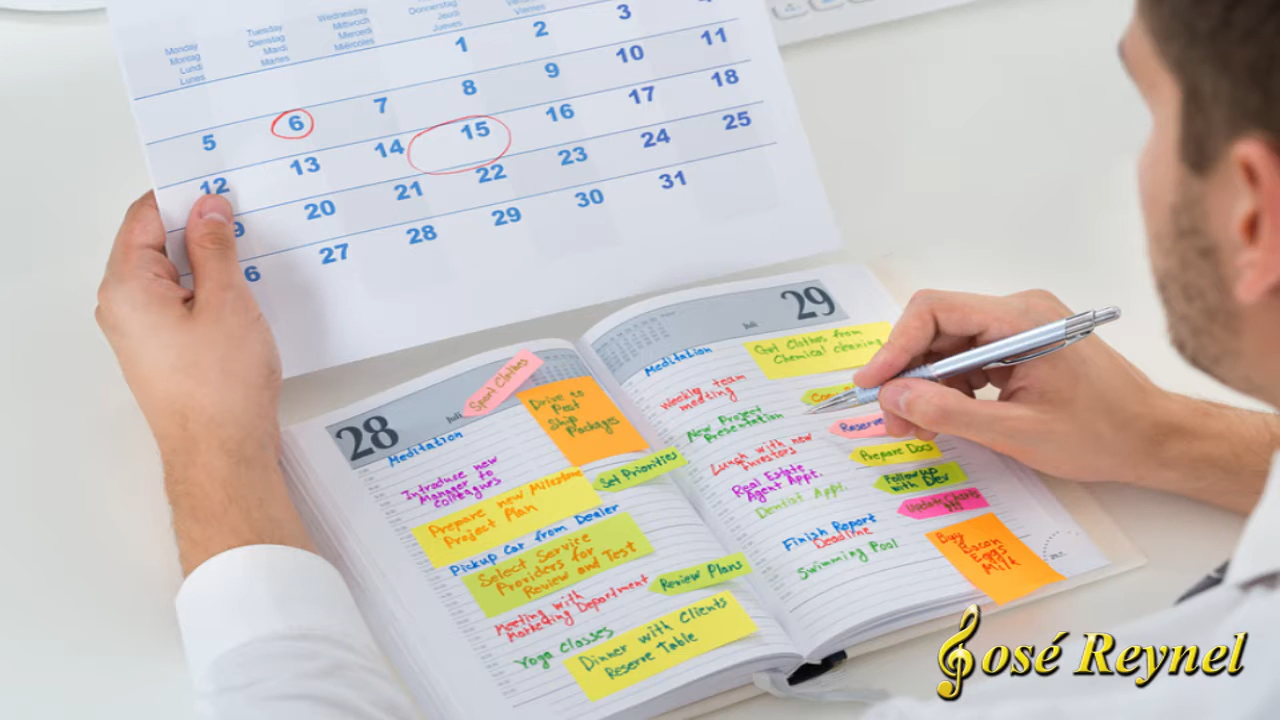 Monday Tuesday Wednesday Donnerstag
Montag Dienstag Mittwoch Jeudi
Lundi Mardi Mercredi Jueves
Lunes Martes Miércoles
1 2 3
5 6 7 8 9 10 11
12 13 14 15 16 17 18
9 20 21 22 23 24 25
6 27 28 29 30 31
28
Juli
Sport Clothes
Drive to
Post
Ship
Packages
Meditation
Introduce new
Manager to
colleagues
Set Priorities
Prepare new Milestone
Project Plan
Pickup Car from Dealer
Select Service
Providers for
Review and Test
Review Plans
Meeting with
Marketing Department
Yoga Classes
Dinner with Clients
Reserve Table
Juli
29
Meditation
Get Clothes from
Chemical cleaning
Weekly team
meeting
New Project
Presentation
Reserve
Lunch with new
Investors
Prepare Docs
Real Estate
Agent Appt.
Follow up
with Dev
Dentist Appt.
Update Charts
Finish Report
Deadline
Swimming Pool
Buy
Bacon
Eggs
Milk
José Reynel